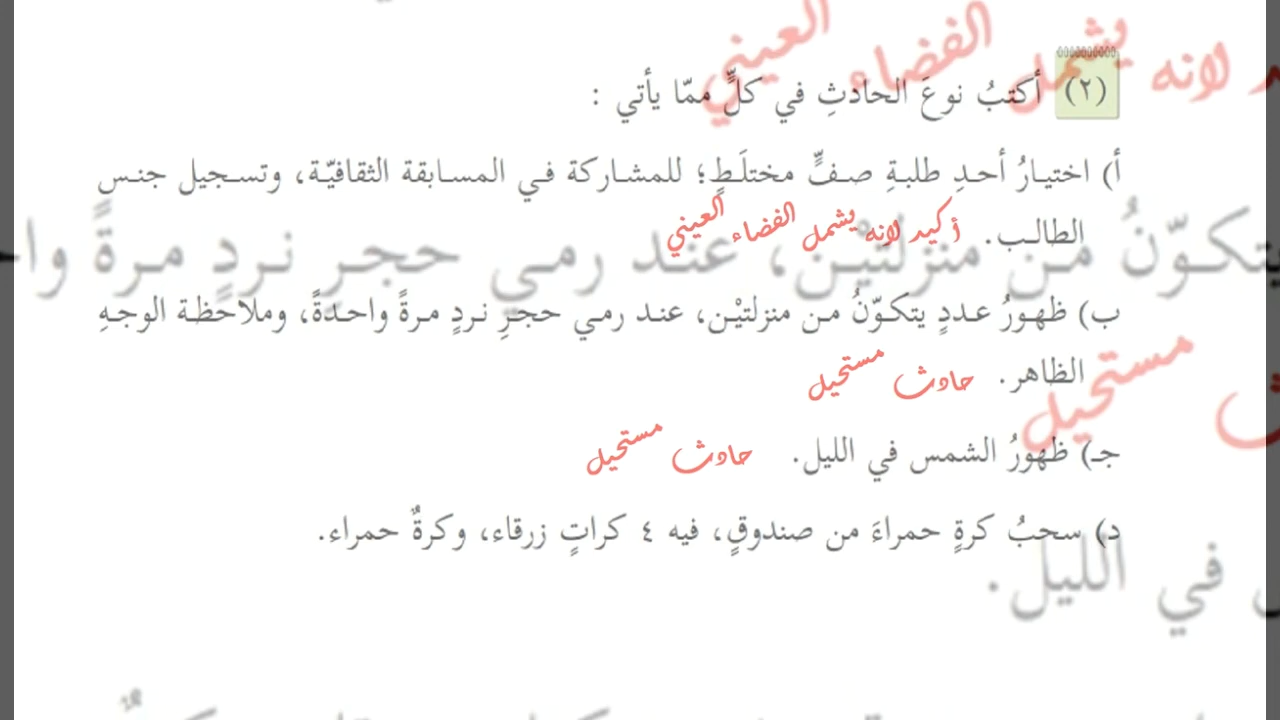 (٢) أكتبُ نوعَ الحادثِ في كلٍّ ممّا يأتي :
أ) اختيارُ أحدِ طلبةِ صفٍّ مختلَطٍ؛ للمشاركة في المسابقة الثقافيّة، وتسجيل جنس
الطالب. أكيد لانه يشمل الفضاء العيني
ب) ظهورُ عددٍ يتكوّنُ من منزلتيْن، عند رمي حجرِ نردٍ مرةً واحدةً، وملاحظة الوجهِ
الظاهر. حادث مستحيل
جـ) ظهورُ الشمس في الليل. حادث مستحيل
د) سحبُ كرةٍ حمراءَ من صندوقٍ، فيه ٤ كراتٍ زرقاء، وكرةٌ حمراء.